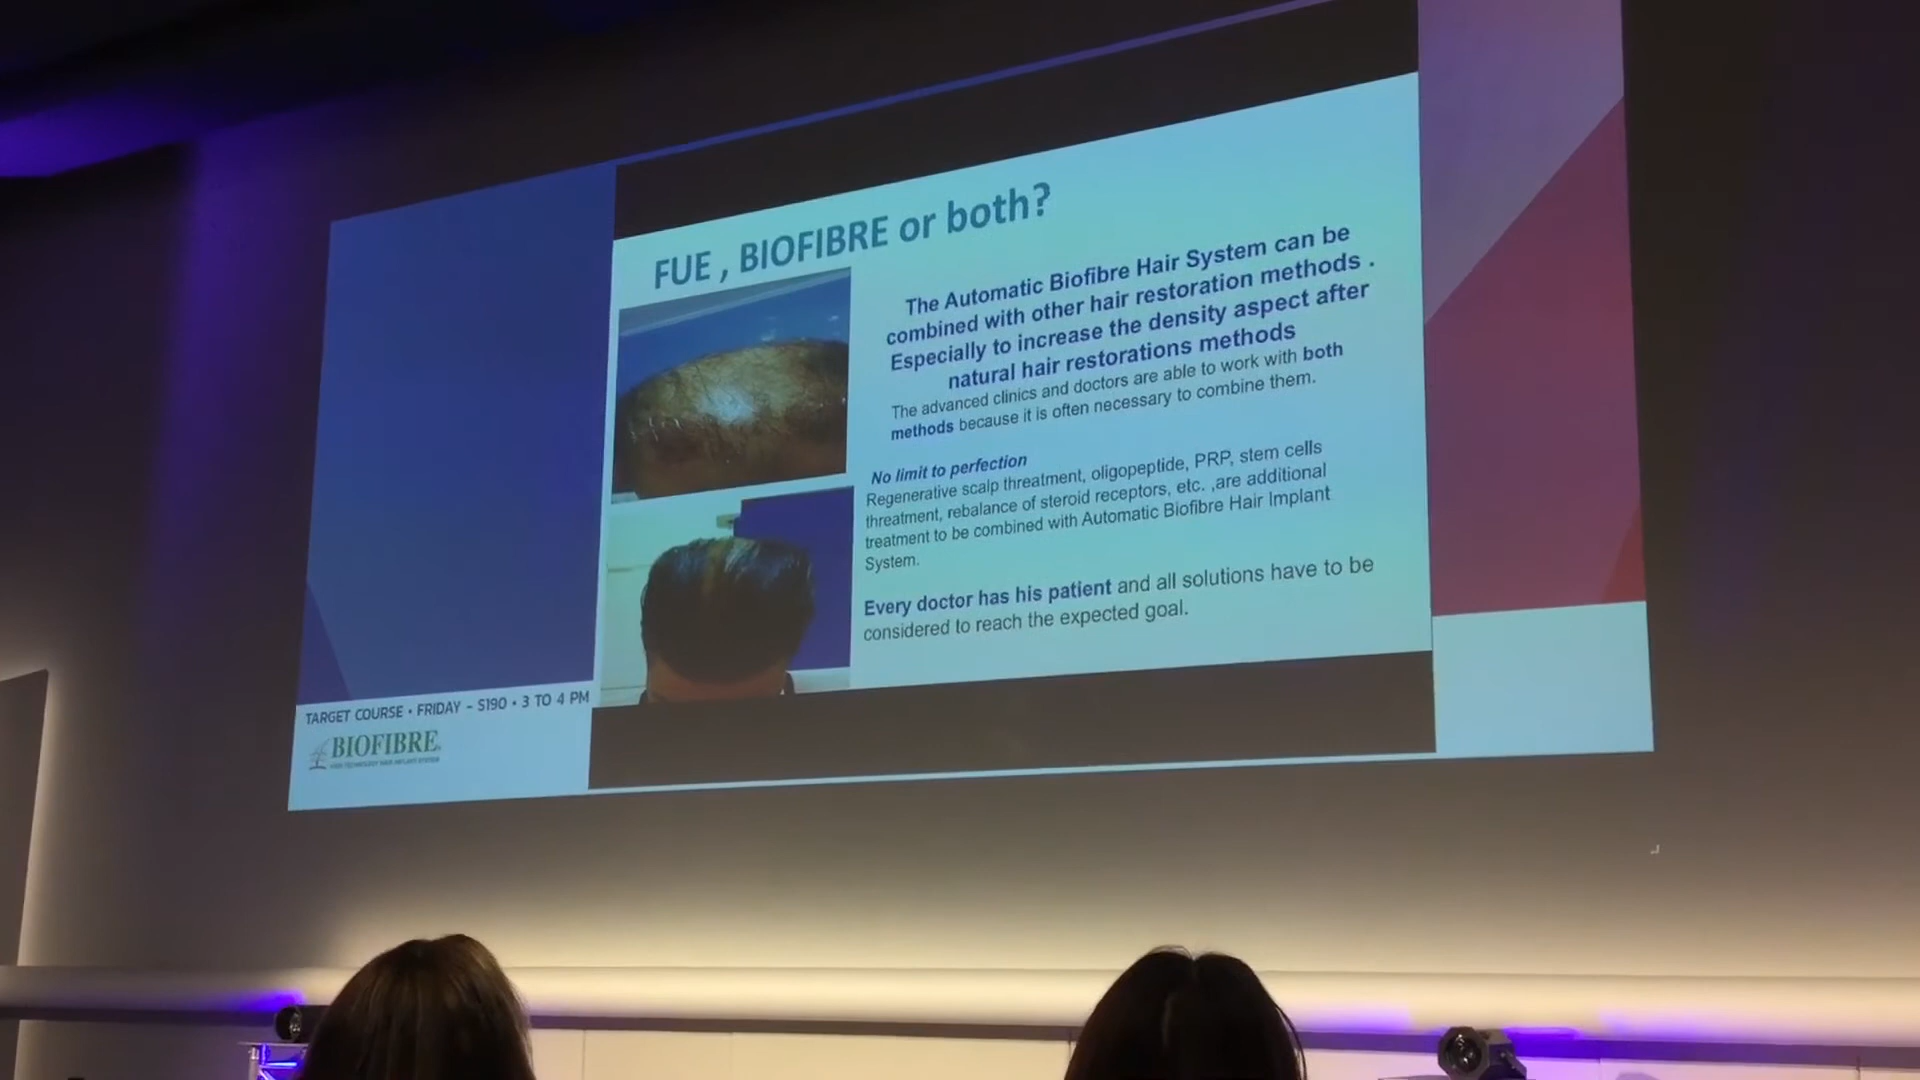 FUE , BIOFIBRE or both?
The Automatic Biofibre Hair System can be
combined with other hair restoration methods .
Especially to increase the density aspect after
natural hair restorations methods
The advanced clinics and doctors are able to work with both
methods because it is often necessary to combine them.
No limit to perfection
Regenerative scalp threatment, oligopeptide, PRP, stem cells
threatment, rebalance of steroid receptors, etc. ,are additional
treatment to be combined with Automatic Biofibre Hair Implant
System.
Every doctor has his patient and all solutions have to be
considered to reach the expected goal.
TARGET COURSE • FRIDAY - S190 • 3 TO 4 PM
BIOFIBRE
HIGH TECHNOLOGY HAIR IMPLANT SYSTEM